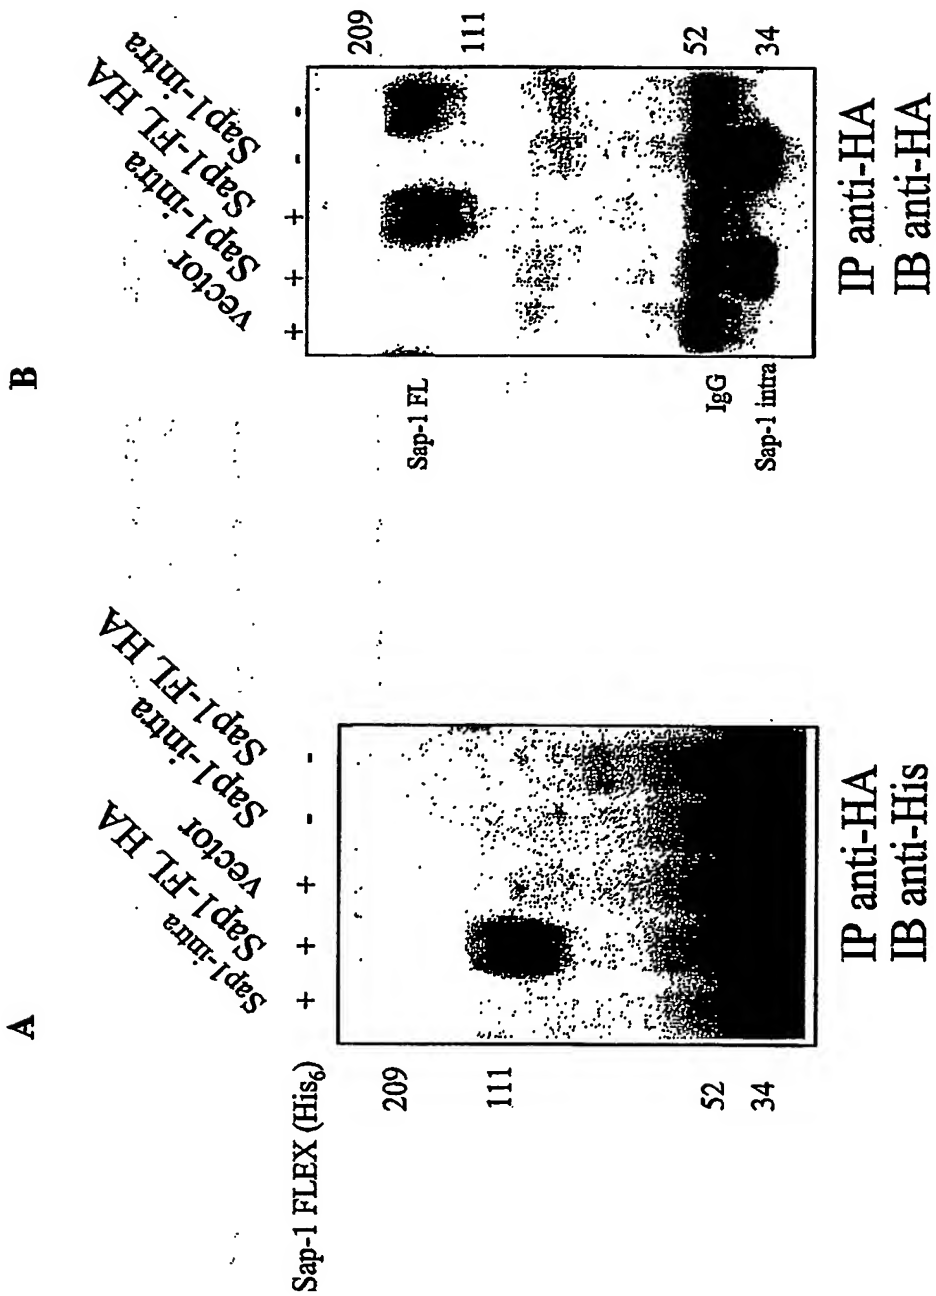 A
Sap1-intra
Sap1-FL HA
vector
Sap1-intra
Sap1-FL HA
Sap-1 FLEX (His6)
+ + + - -
209
111
52
34
IP anti-HA
IB anti-His
B
vector
Sap1-intra
Sap1-FL HA
Sap1-intra
+ + + - -
Sap-1 FL
IgG
Sap-1 intra
209
111
52
34
IP anti-HA
IB anti-HA